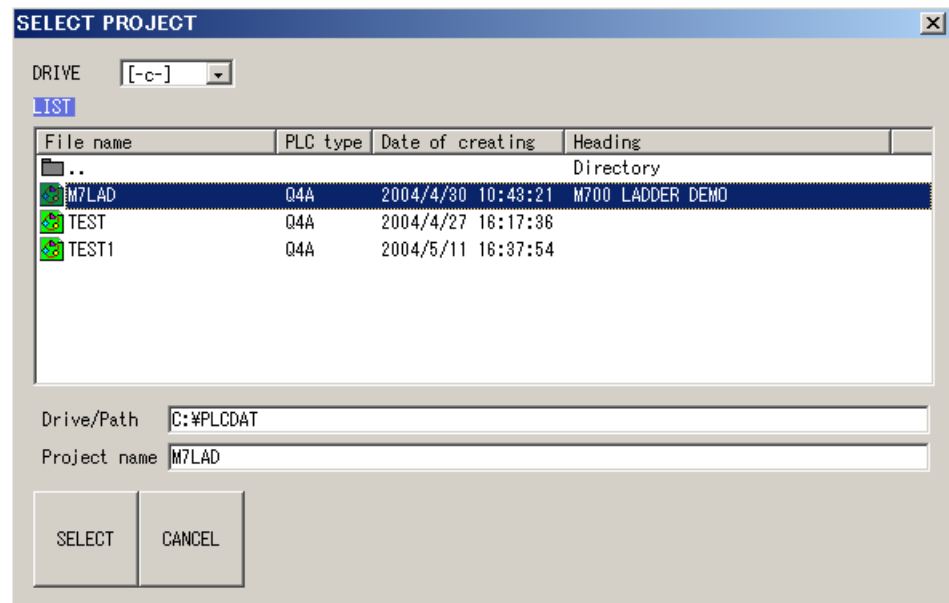 SELECT PROJECT
DRIVE [-c-]
LIST
File name PLC type Date of creating Heading
.. Directory
M7LAD Q4A 2004/4/30 10:43:21 M700 LADDER DEMO
TEST Q4A 2004/4/27 16:17:36
TEST1 Q4A 2004/5/11 16:37:54
Drive/Path C:¥PLCDAT
Project name M7LAD
SELECT CANCEL